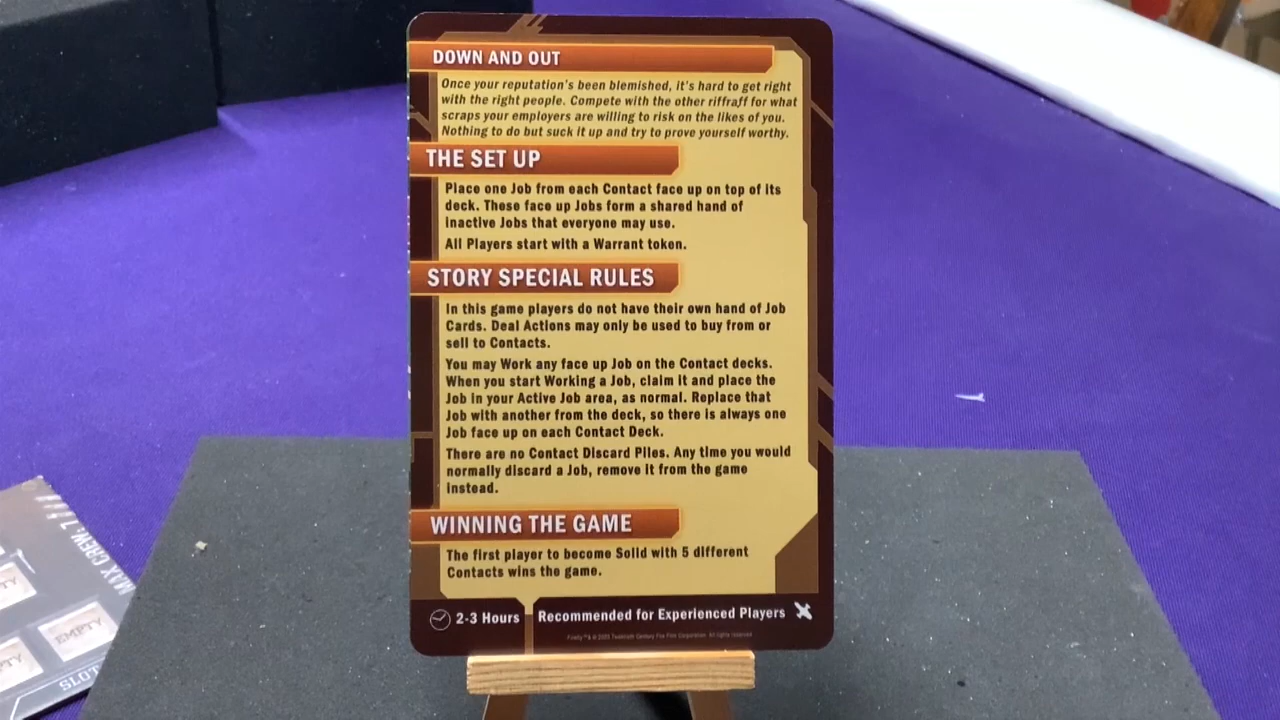 DOWN AND OUT
Once your reputation's been blemished, it's hard to get right
with the right people. Compete with the other riffraff for what
scraps your employers are willing to risk on the likes of you.
Nothing to do but suck it up and try to prove yourself worthy.
THE SET UP
Place one Job from each Contact face up on top of its
deck. These face up Jobs form a shared hand of
inactive Jobs that everyone may use.
All Players start with a Warrant token.
STORY SPECIAL RULES
In this game players do not have their own hand of Job
Cards. Deal Actions may only be used to buy from or
sell to Contacts.
You may Work any face up Job on the Contact decks.
When you start Working a Job, claim it and place the
Job in your Active Job area, as normal. Replace that
Job with another from the deck, so there is always one
Job face up on each Contact Deck.
There are no Contact Discard Piles. Any time you would
normally discard a Job, remove it from the game
instead.
WINNING THE GAME
The first player to become Solid with 5 different
Contacts wins the game.
2-3 Hours
Recommended for Experienced Players
MAX CREW:
EMPTY